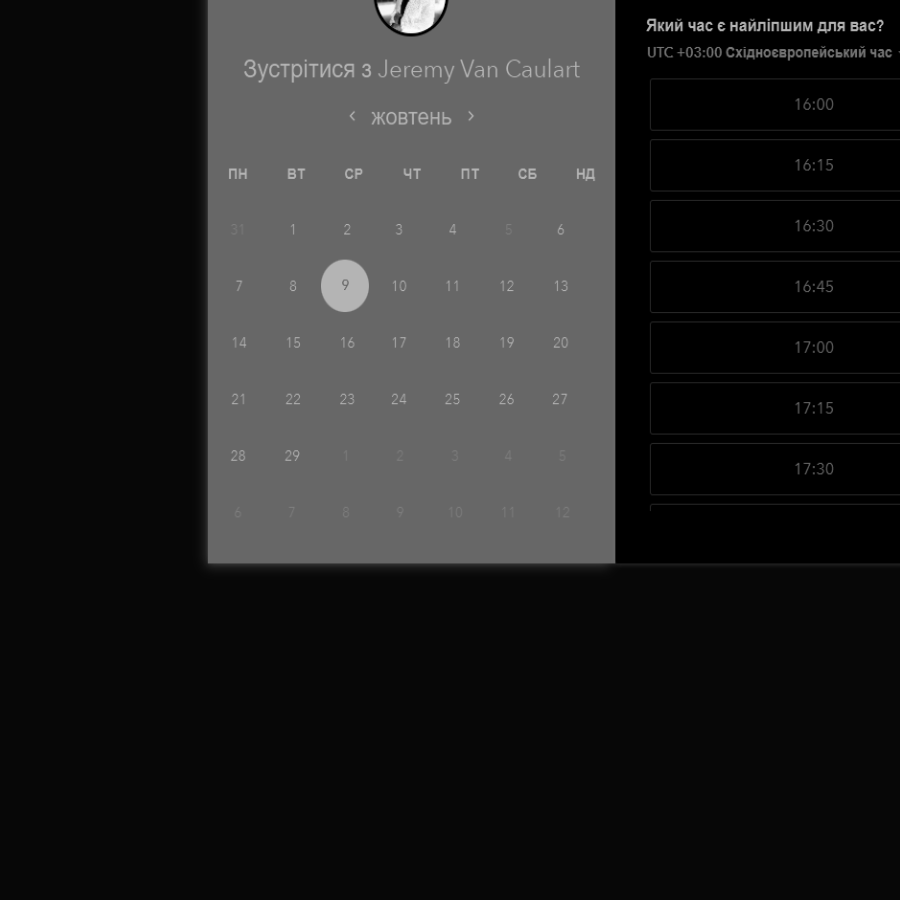 Зустрітися з Jeremy Van Caulart
‹ жовтень ›
ПН ВТ СР ЧТ ПТ СБ НД
31 1 2 3 4 5 6
7 8 9 10 11 12 13
14 15 16 17 18 19 20
21 22 23 24 25 26 27
28 29 1 2 3 4 5
6 7 8 9 10 11 12
Який час є найліпшим для вас?
UTC +03:00 Східноєвропейський час
16:00
16:15
16:30
16:45
17:00
17:15
17:30